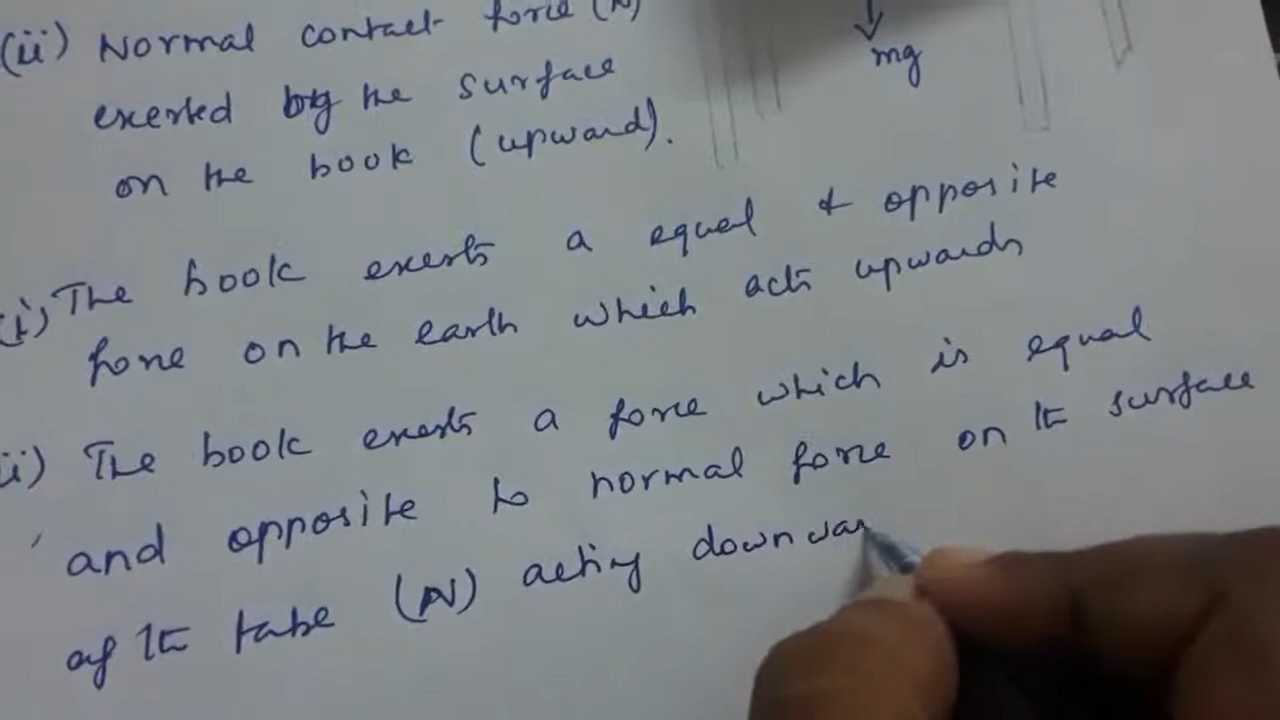 (ii) Normal contact force (N)
mg
exerted by the surface
on the book (upward).
(i) The book exerts a equal & opposite
force on the earth which acts upwards
ii) The book exerts a force which is equal
and opposite to normal force on the surface
of the table (N) acting downwar